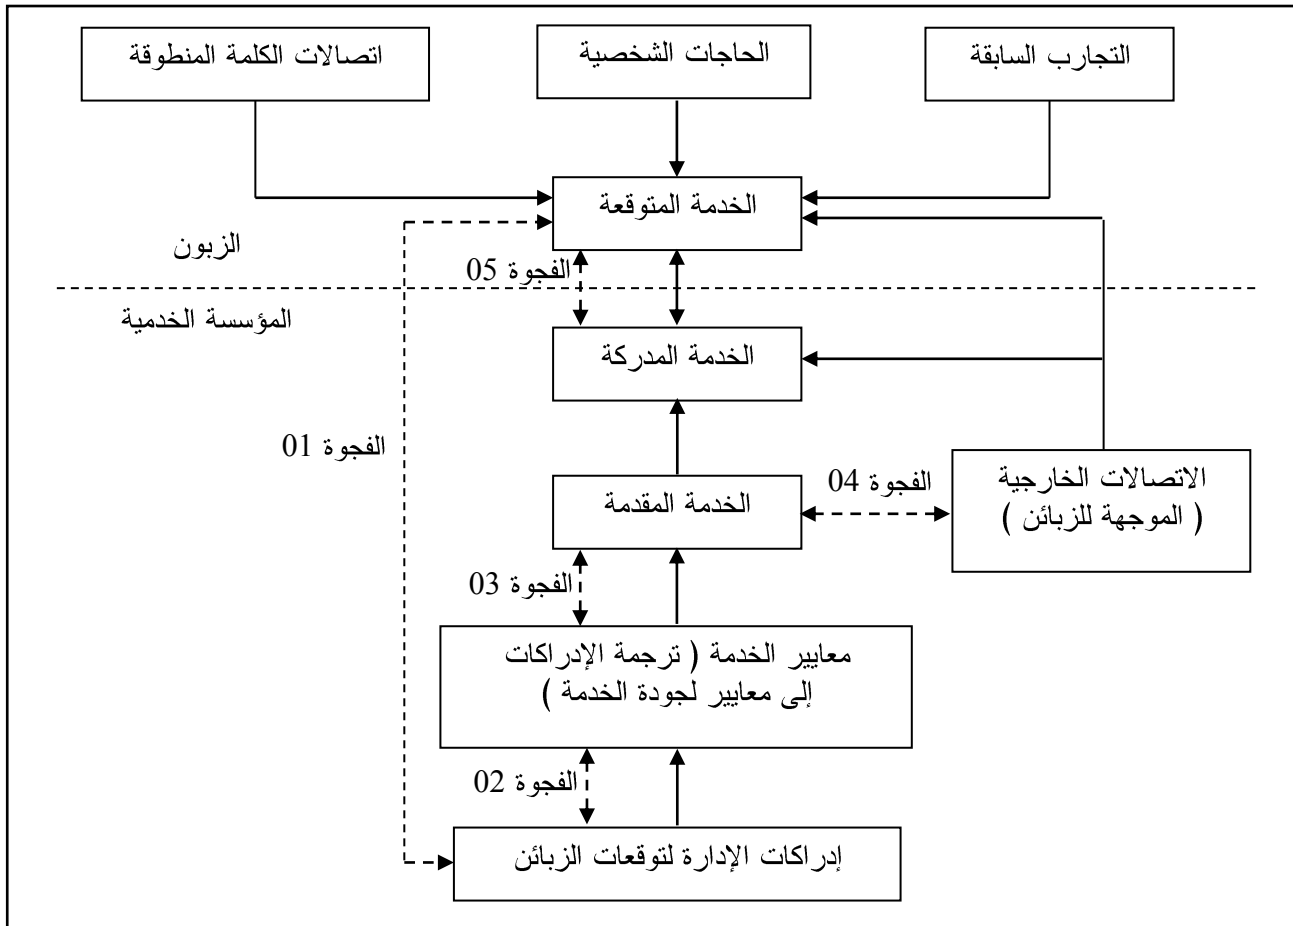 التجارب السابقة
الحاجات الشخصية
اتصالات الكلمة المنطوقة
الخدمة المتوقعة
الزبون
الفجوة 05
المؤسسة الخدمية
الخدمة المدركة
الفجوة 01
الاتصالات الخارجية
( الموجهة للزبائن )
الفجوة 04
الخدمة المقدمة
الفجوة 03
معايير الخدمة ( ترجمة الإدراكات
إلى معايير لجودة الخدمة )
الفجوة 02
إدراكات الإدارة لتوقعات الزبائن